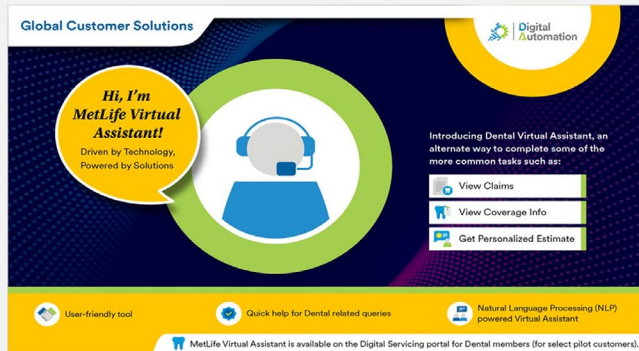 Global Customer Solutions
Digital
Automation
Hi, I'm
MetLife Virtual
Assistant!
Driven by Technology,
Powered by Solutions
Introducing Dental Virtual Assistant, an
alternate way to complete some of the
more common tasks such as:
View Claims
View Coverage Info
Get Personalized Estimate
User-friendly tool
Quick help for Dental related queries
Natural Language Processing (NLP)
powered Virtual Assistant
MetLife Virtual Assistant is available on the Digital Servicing portal for Dental members (for select pilot customers).